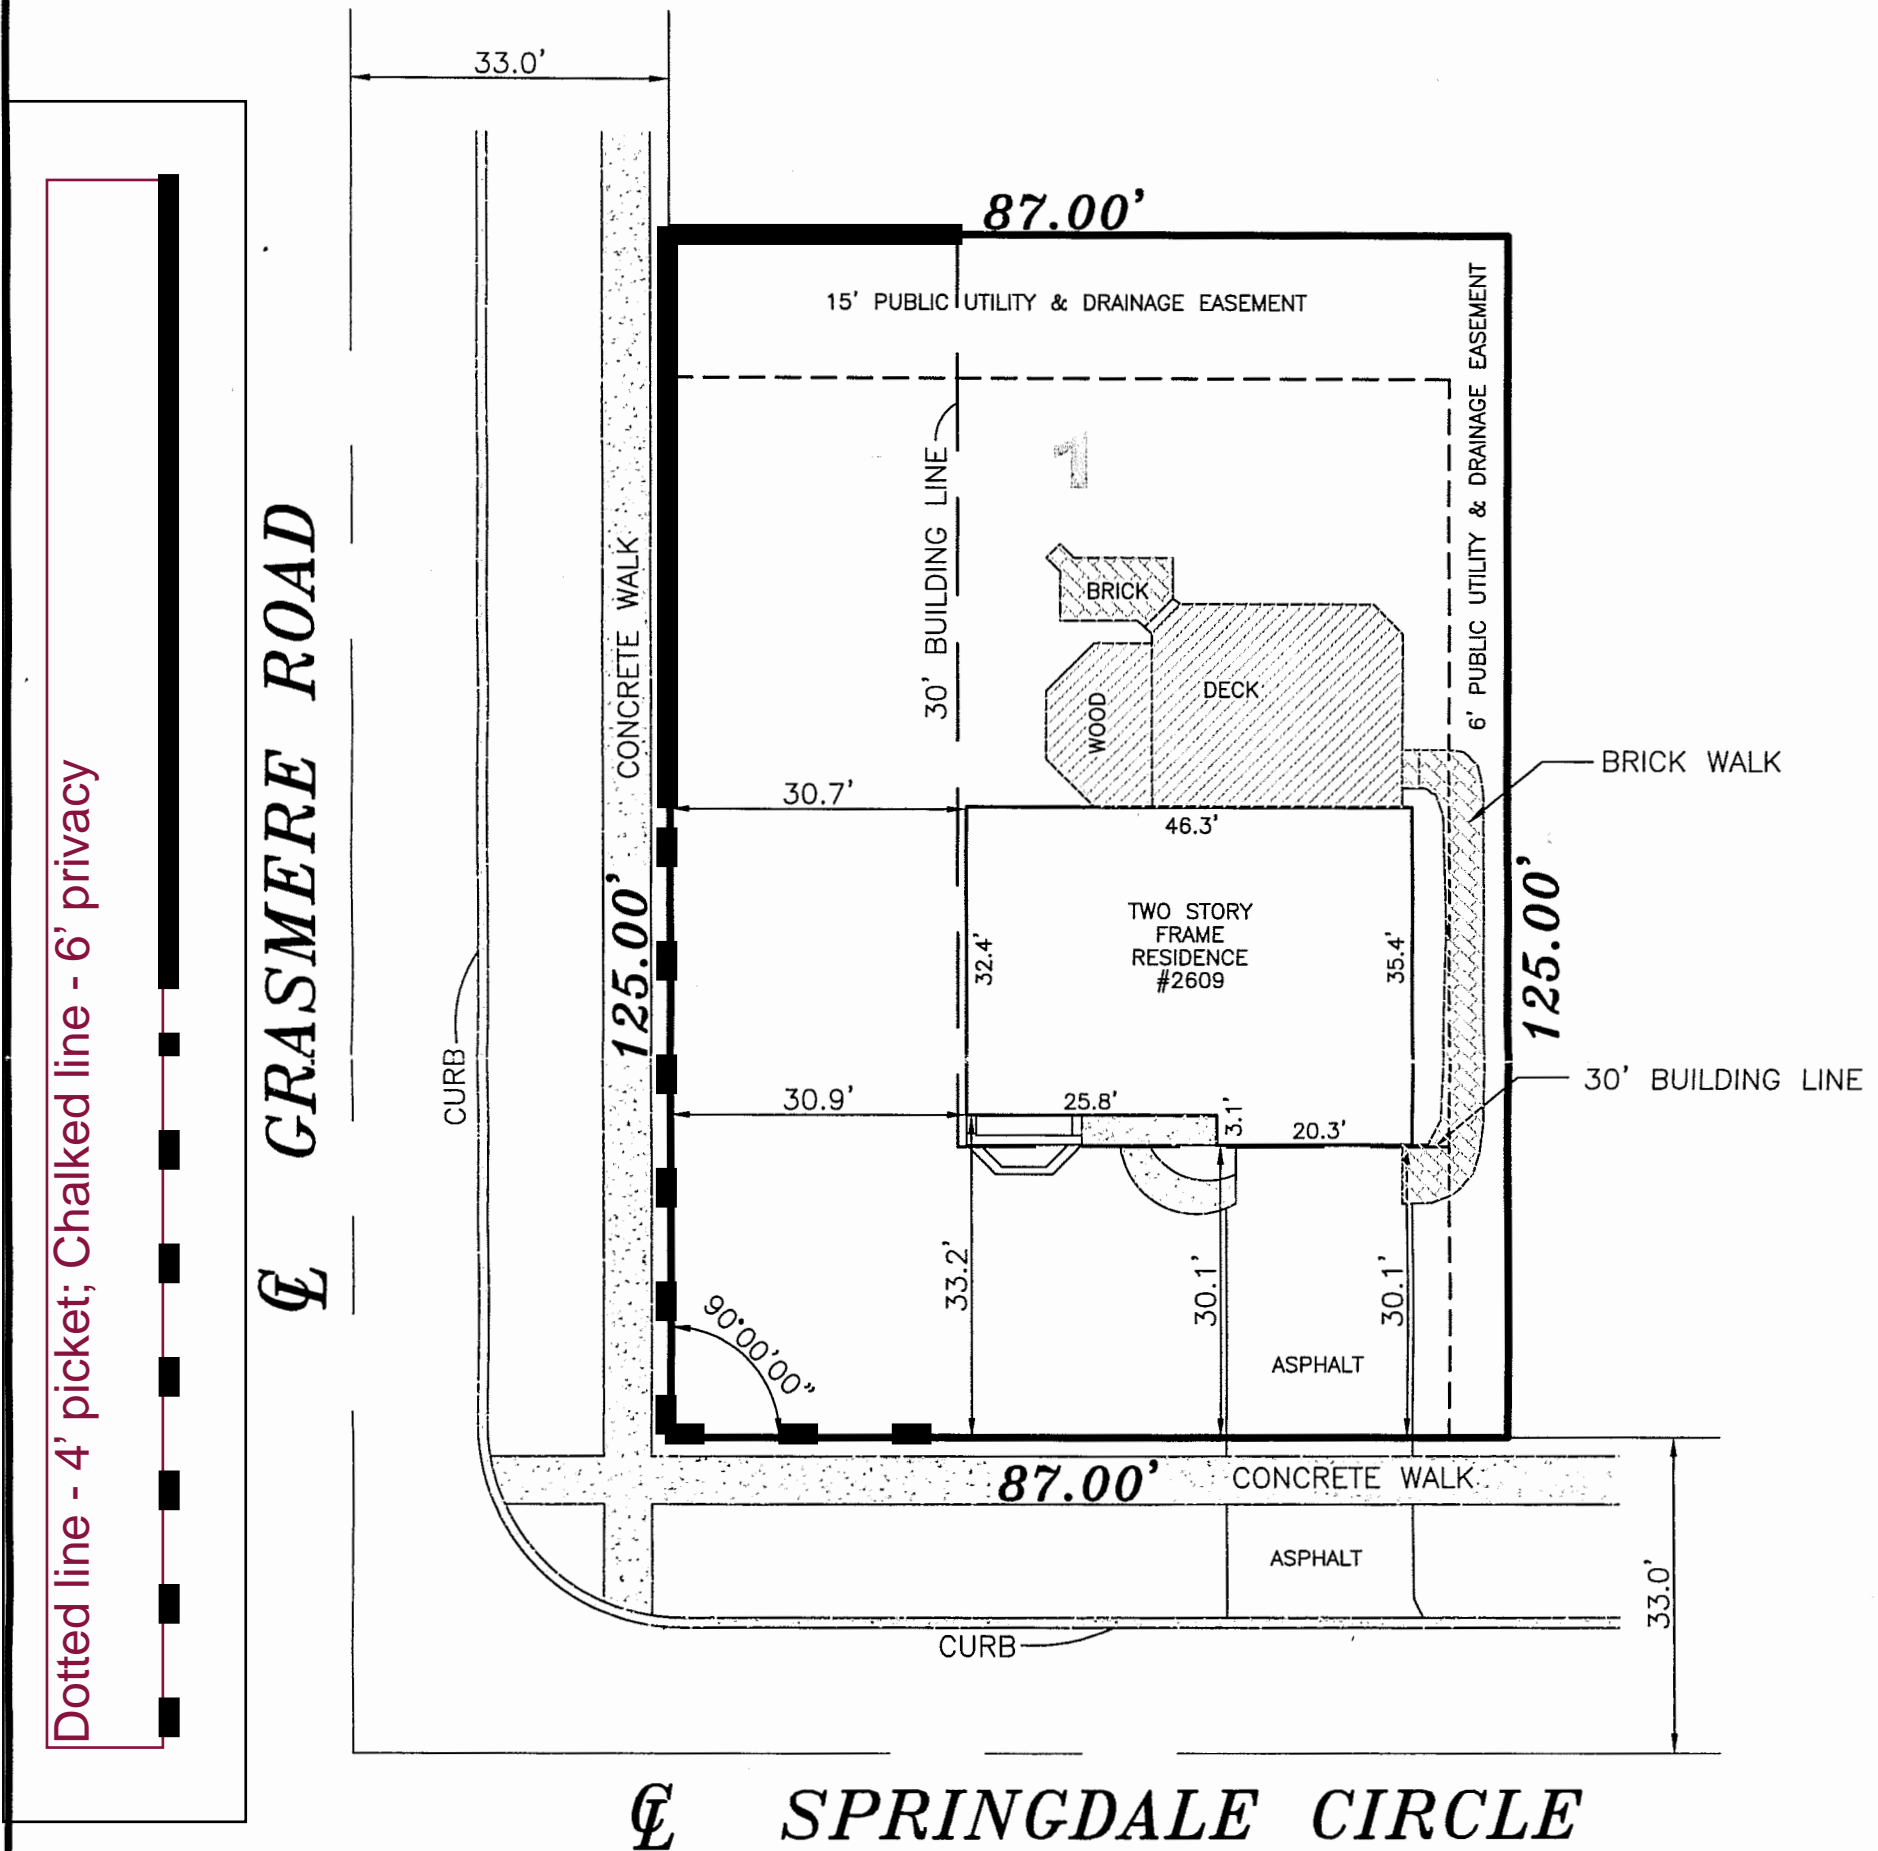 33.0'
87.00'
15' PUBLIC UTILITY & DRAINAGE EASEMENT
6' PUBLIC UTILITY & DRAINAGE EASEMENT
30' BUILDING LINE
1
CONCRETE WALK
BRICK
WOOD
DECK
BRICK WALK
30.7'
46.3'
TWO STORY
FRAME
RESIDENCE
#2609
32.4'
35.4'
125.00'
125.00'
30' BUILDING LINE
30.9'
25.8'
3.1'
20.3'
33.2'
30.1'
30.1'
90°00'00"
ASPHALT
87.00'
CONCRETE WALK
ASPHALT
33.0'
CURB
CURB
℄ GRASMERE ROAD
℄ SPRINGDALE CIRCLE
Dotted line - 4' picket; Chalked line - 6' privacy